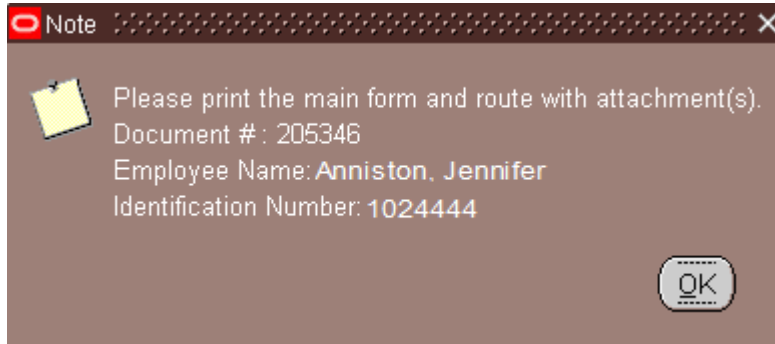 Note
Please print the main form and route with attachment(s).
Document # : 205346
Employee Name: Anniston, Jennifer
Identification Number: 1024444
OK